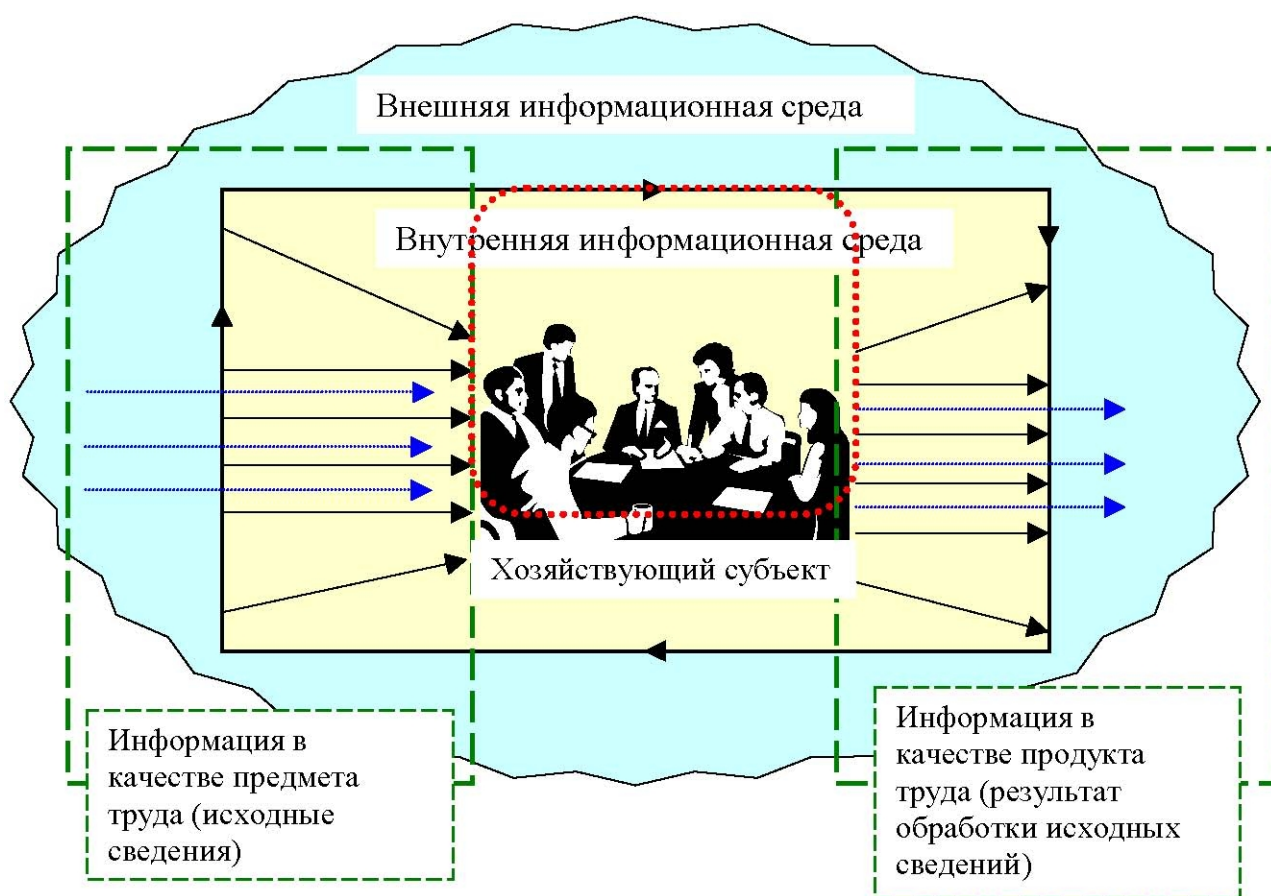 Внешняя информационная среда
Внутренняя информационная среда
Хозяйствующий субъект
Информация в
качестве предмета
труда (исходные
сведения)
Информация в
качестве продукта
труда (результат
обработки исходных
сведений)